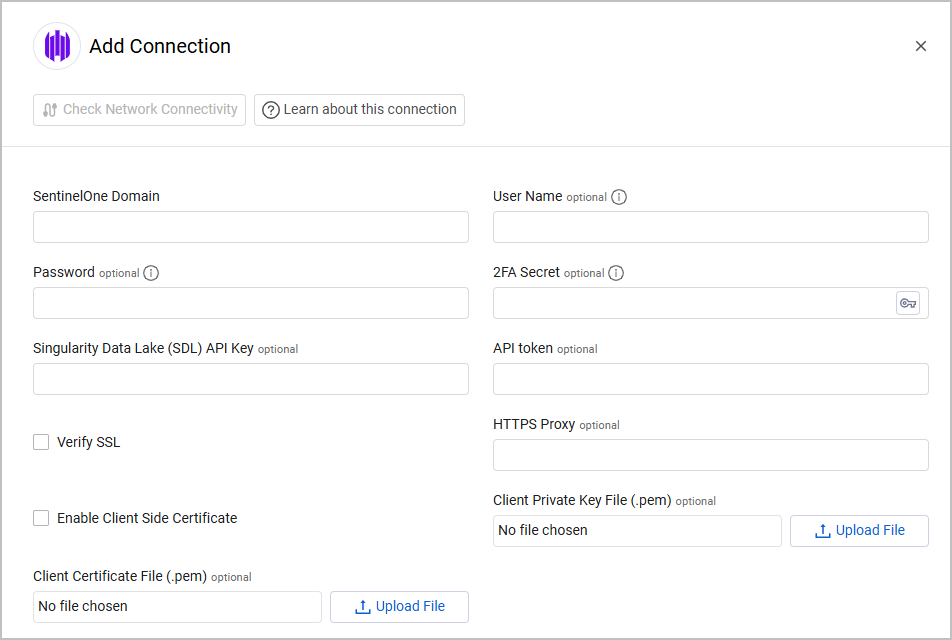 Add Connection
Check Network Connectivity
Learn about this connection
SentinelOne Domain
User Name optional
Password optional
2FA Secret optional
Singularity Data Lake (SDL) API Key optional
API token optional
Verify SSL
HTTPS Proxy optional
Enable Client Side Certificate
Client Private Key File (.pem) optional
No file chosen
Upload File
Client Certificate File (.pem) optional
No file chosen
Upload File